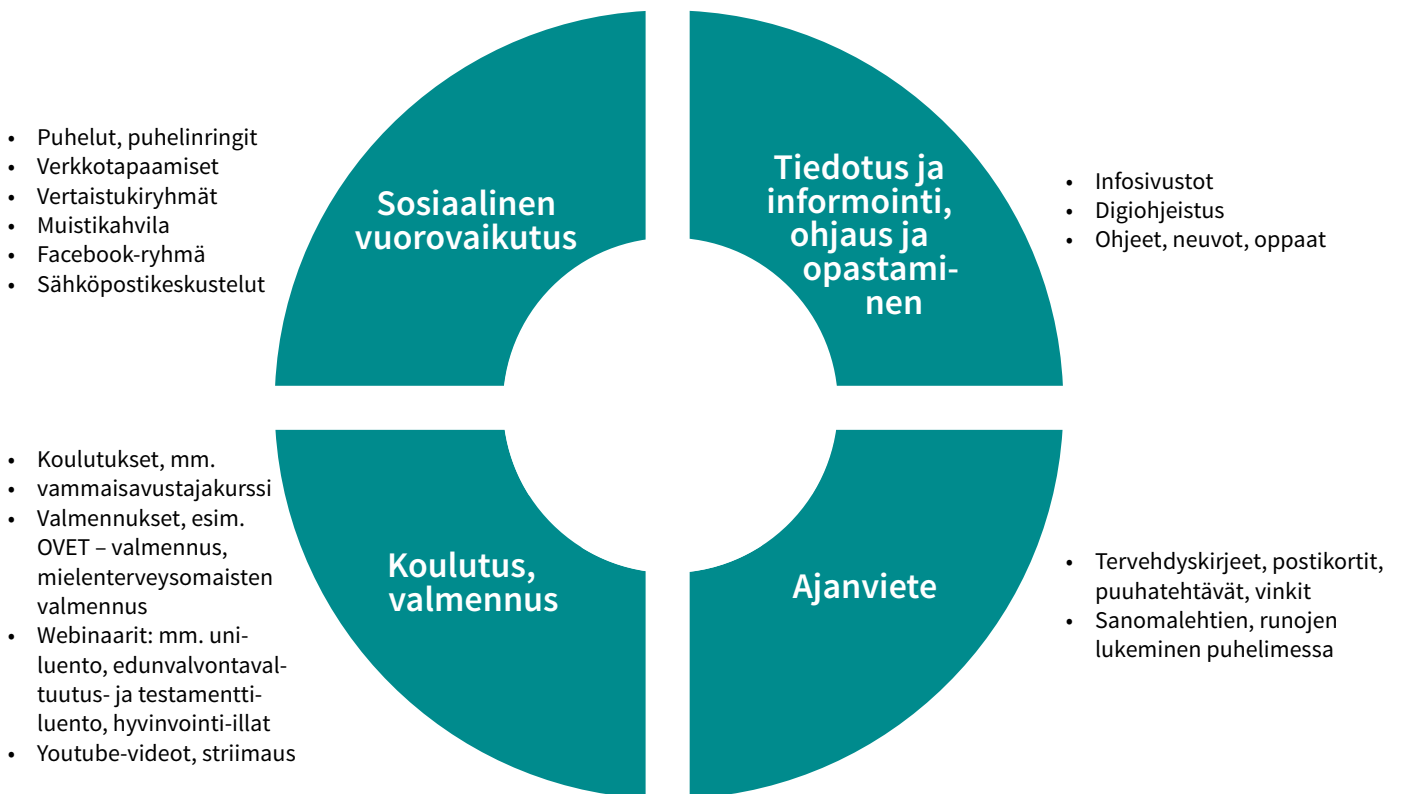 • Puhelut, puhelinringit
• Verkkotapaamiset
• Vertaistukiryhmät
• Muistikahvila
• Facebook-ryhmä
• Sähköpostikeskustelut
Sosiaalinen
vuorovaikutus
Tiedotus ja
informointi,
ohjaus ja
opastami-
nen
• Infosivustot
• Digiohjeistus
• Ohjeet, neuvot, oppaat
• Koulutukset, mm.
• vammaisavustajakurssi
• Valmennukset, esim.
OVET – valmennus,
mielenterveysomaisten
valmennus
• Webinaarit: mm. uni-
luento, edunvalvontaval-
tuutus- ja testamentti-
luento, hyvinvointi-illat
• Youtube-videot, striimaus
Koulutus,
valmennus
Ajanviete
• Tervehdyskirjeet, postikortit,
puuhatehtävät, vinkit
• Sanomalehtien, runojen
lukeminen puhelimessa